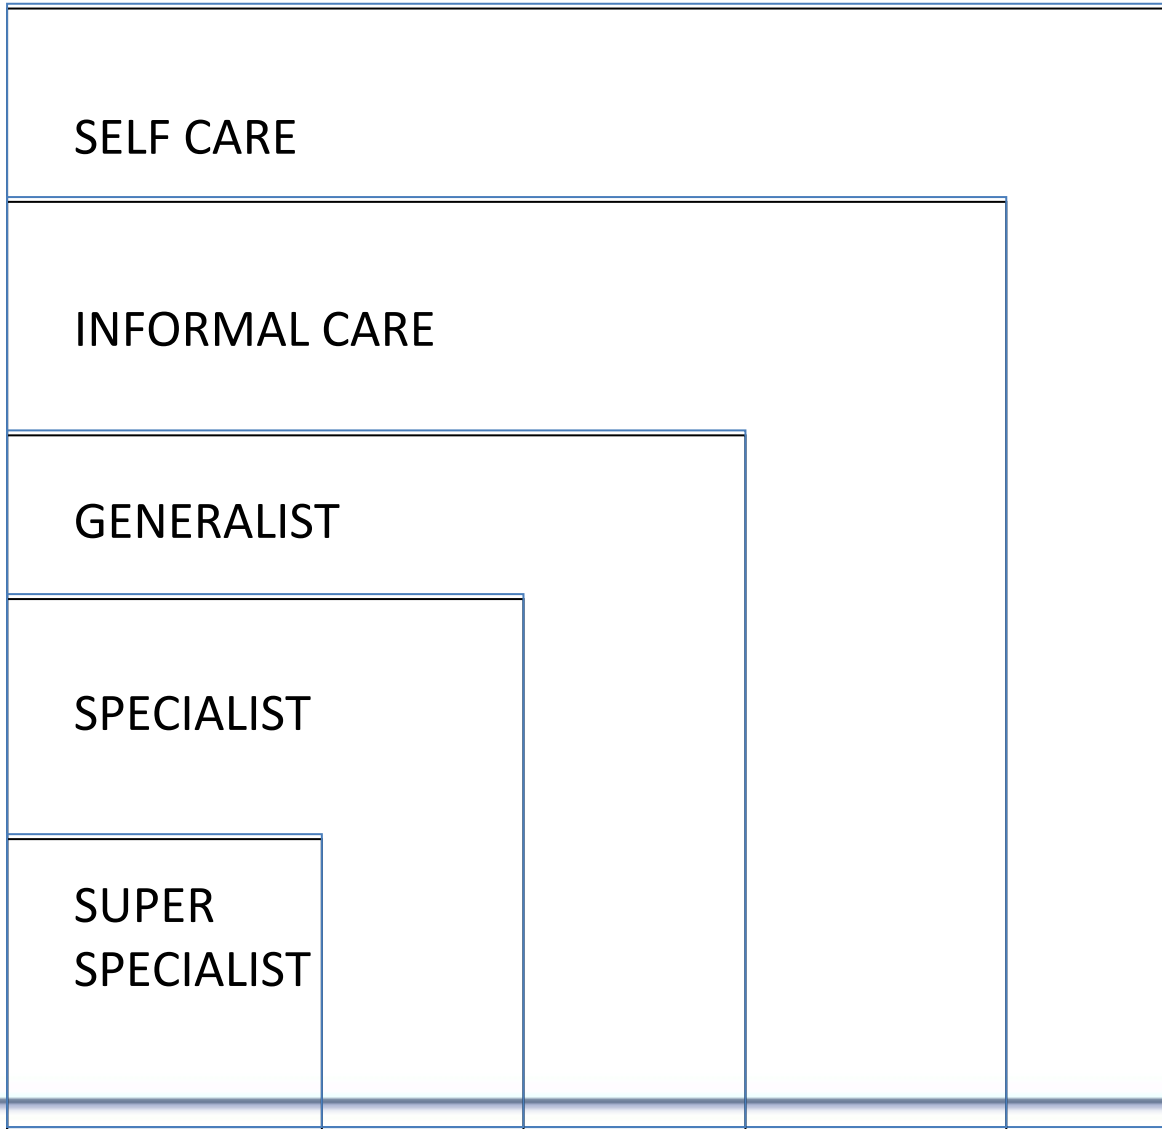 SELF CARE
INFORMAL CARE
GENERALIST
SPECIALIST
SUPER
SPECIALIST